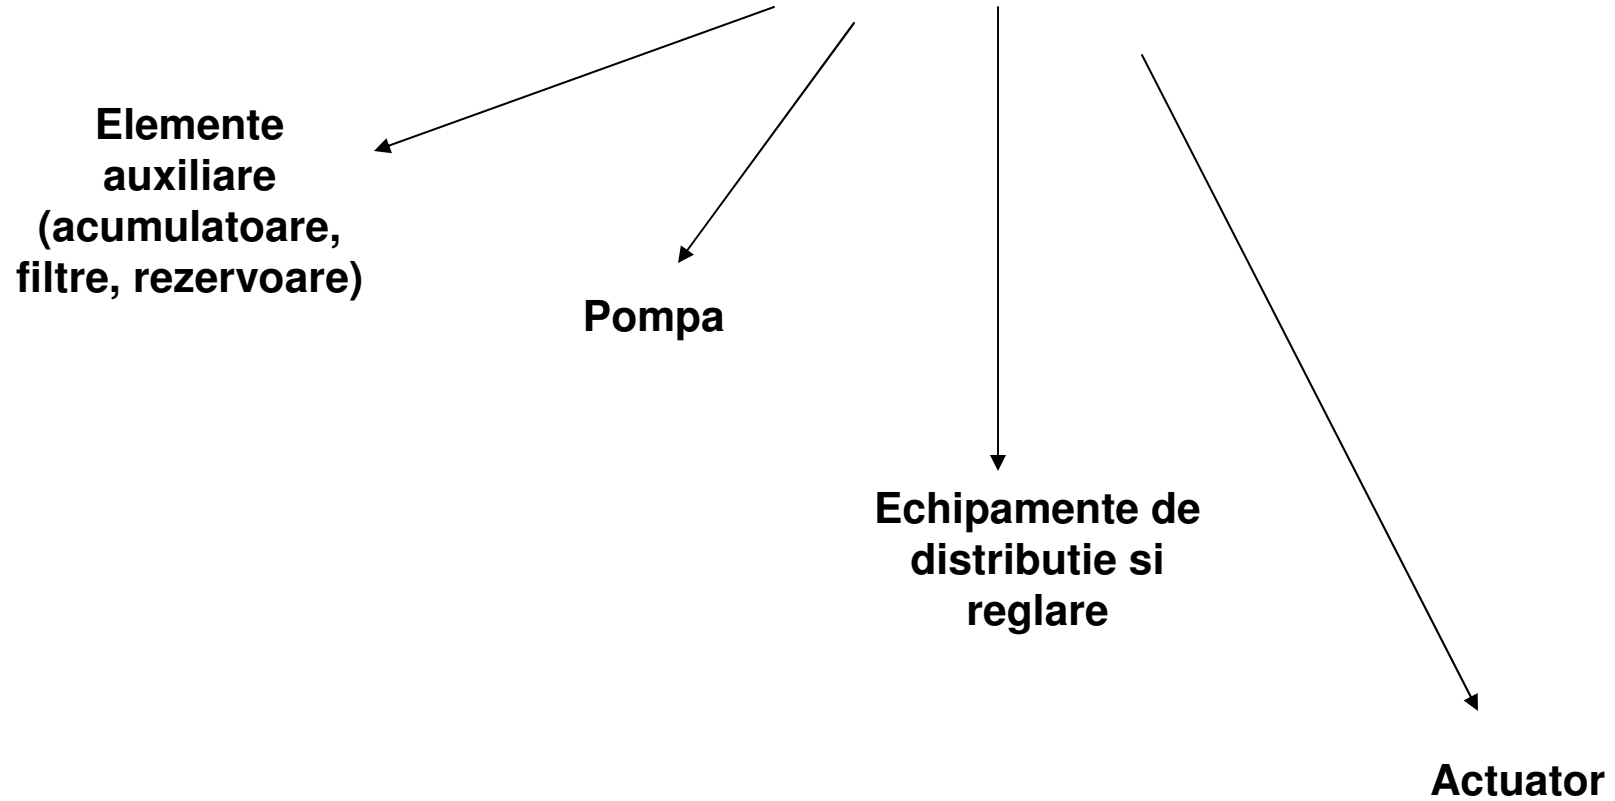 Elemente
auxiliare
(acumulatoare,
filtre, rezervoare)
Pompa
Echipamente de
distributie si
reglare
Actuator